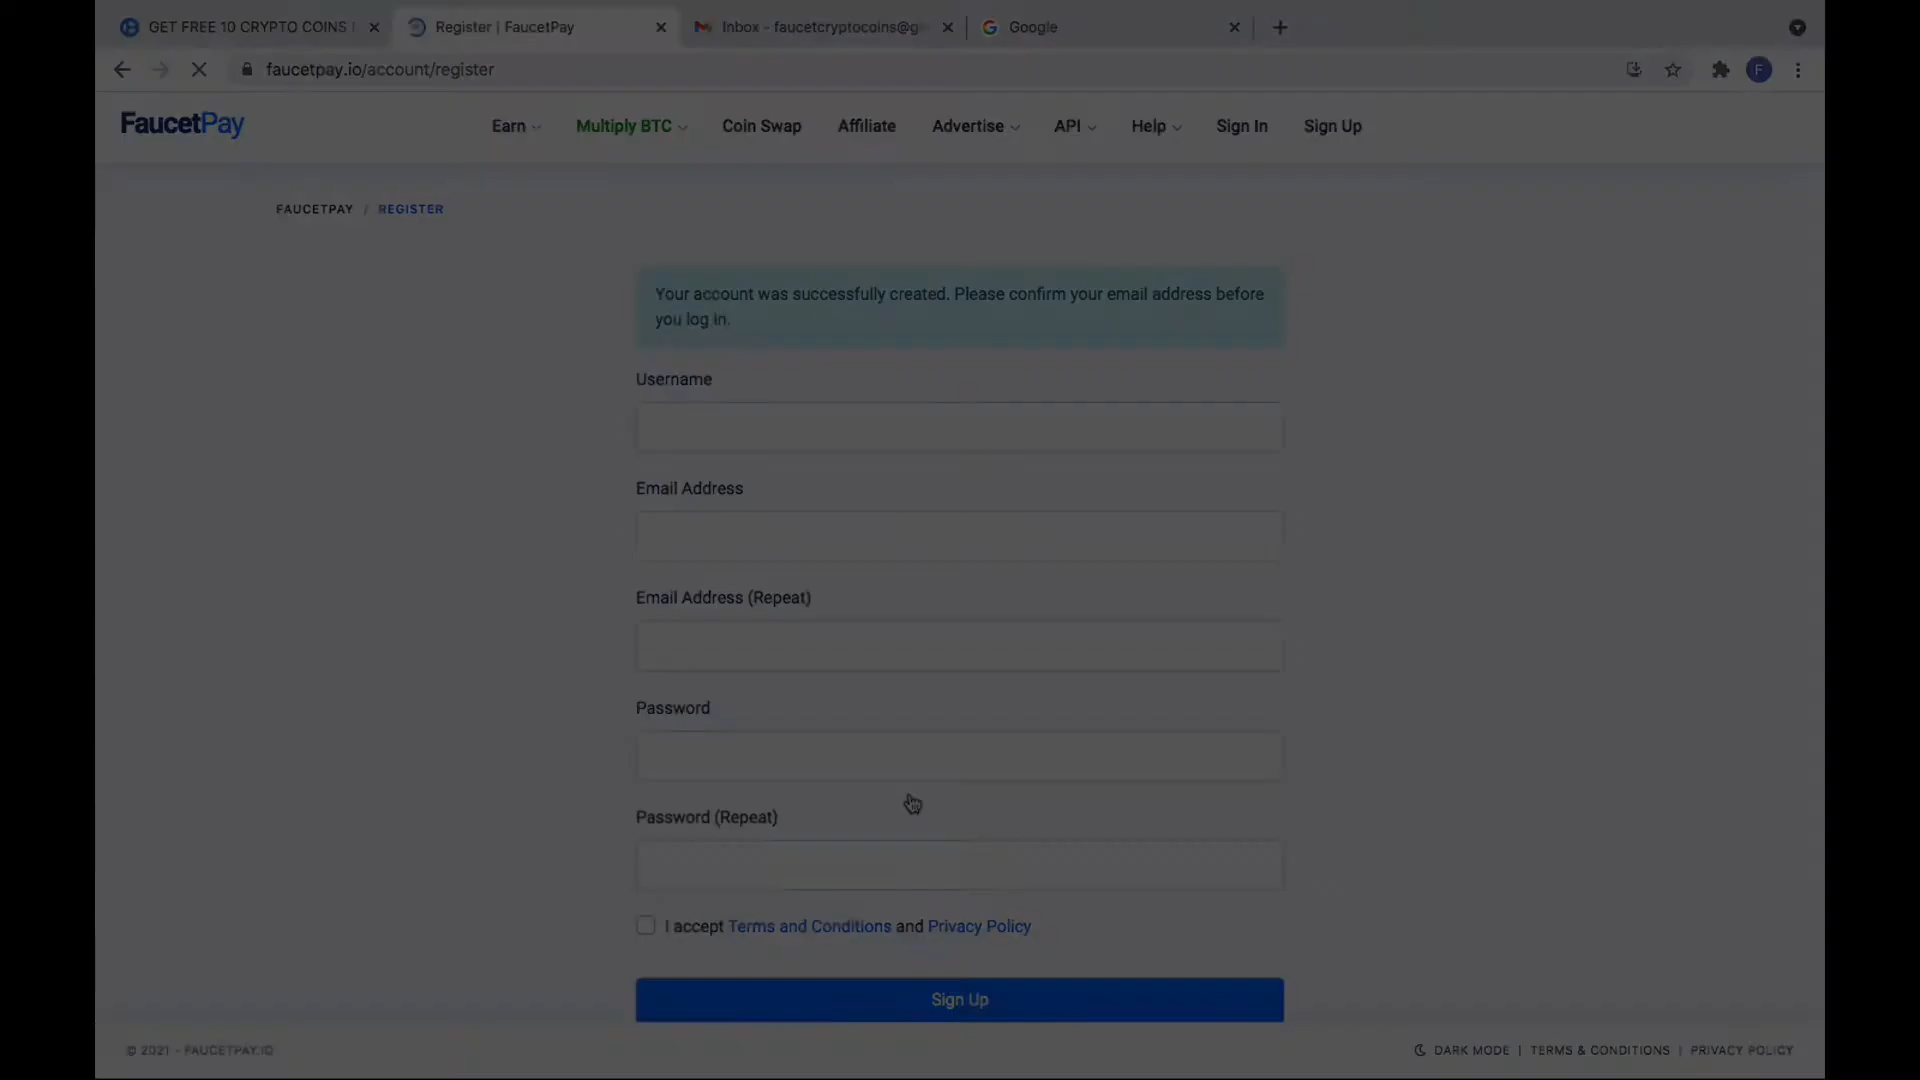 GET FREE 10 CRYPTO COINS
Register | FaucetPay
Inbox - faucetcryptocoins@g
Google
faucetpay.io/account/register
F
FaucetPay
Earn
Multiply BTC
Coin Swap
Affiliate
Advertise
API
Help
Sign In
Sign Up
FAUCETPAY / REGISTER
Your account was successfully created. Please confirm your email address before
you log in.
Username
Email Address
Email Address (Repeat)
Password
Password (Repeat)
I accept Terms and Conditions and Privacy Policy
Sign Up
© 2021 - FAUCETPAY.IO
DARK MODE | TERMS & CONDITIONS | PRIVACY POLICY